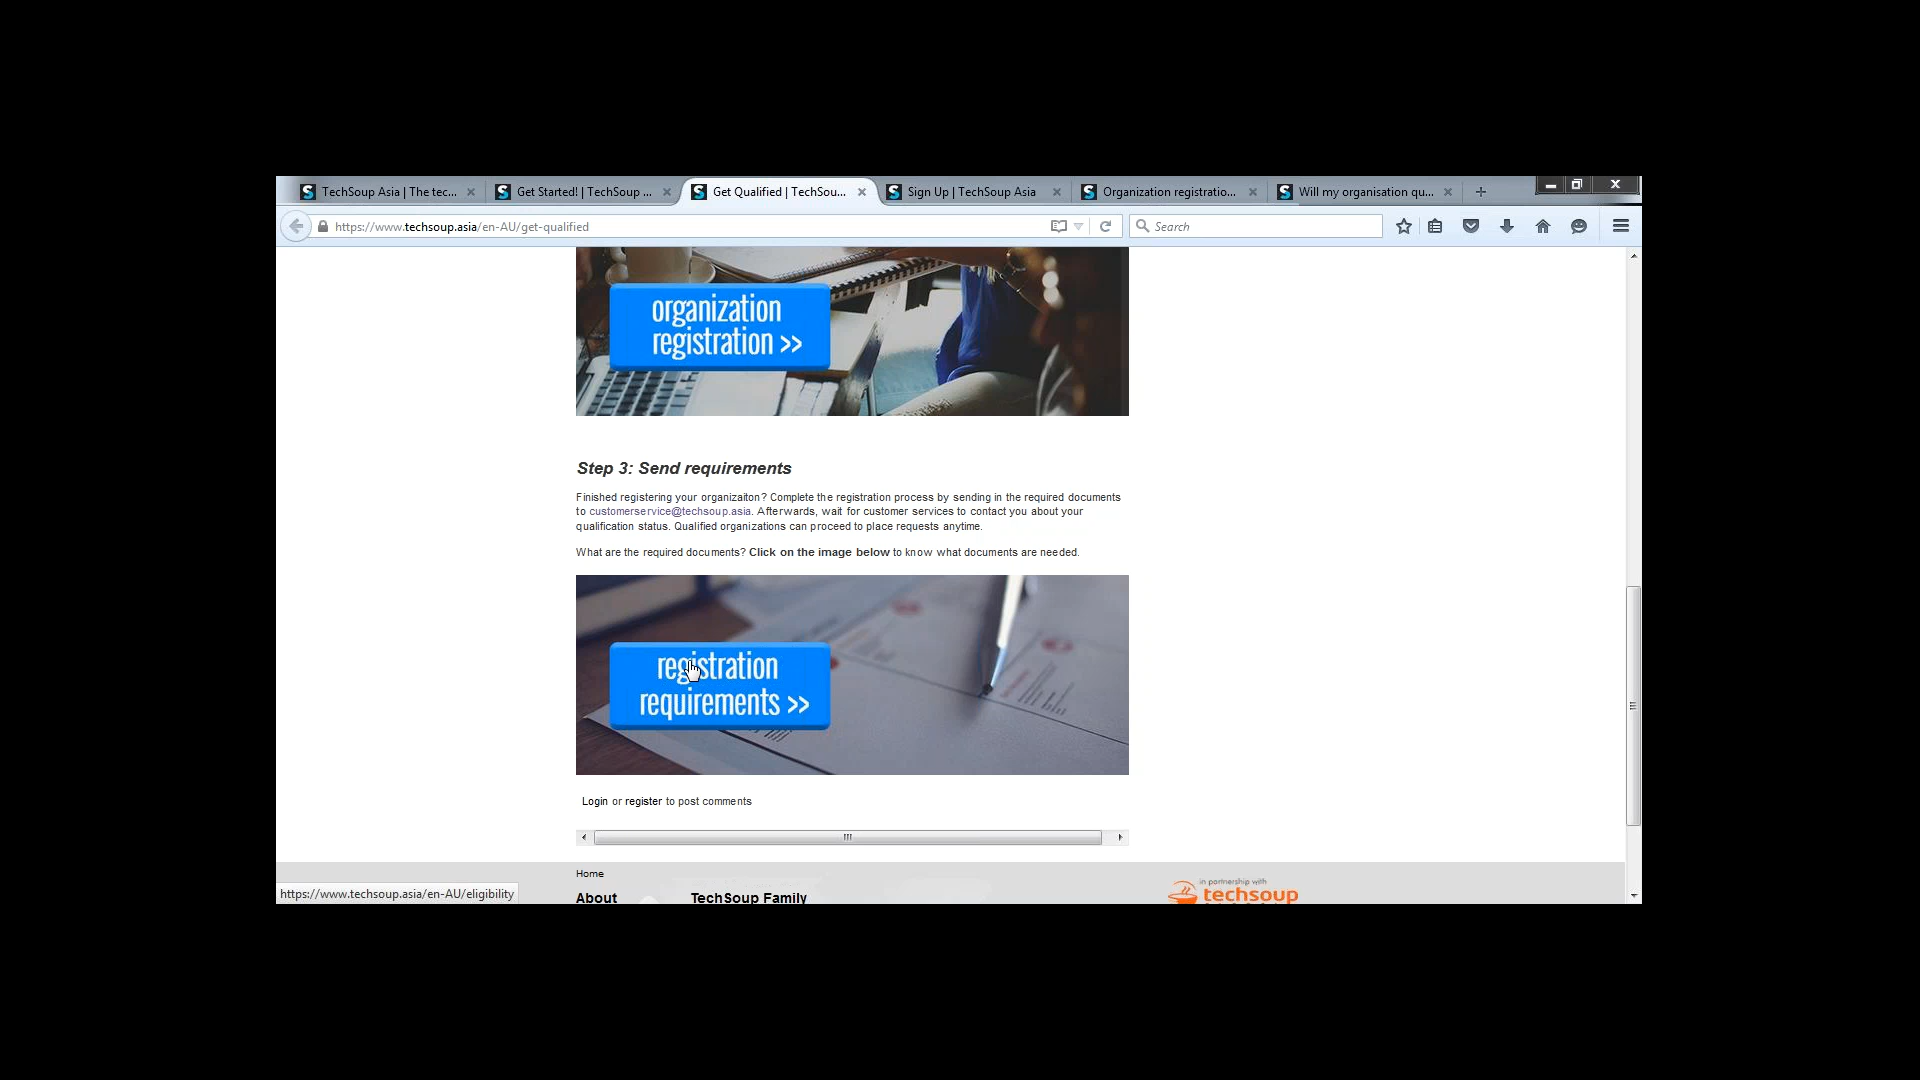 TechSoup Asia | The tec...
Get Started! | TechSoup ...
Get Qualified | TechSou...
Sign Up | TechSoup Asia
Organization registratio...
Will my organisation qu...
https://www.techsoup.asia/en-AU/get-qualified
Search
organization
registration >>
Step 3: Send requirements
Finished registering your organizaiton? Complete the registration process by sending in the required documents
to customerservice@techsoup.asia. Afterwards, wait for customer services to contact you about your
qualification status. Qualified organizations can proceed to place requests anytime.
What are the required documents? Click on the image below to know what documents are needed.
registration
requirements >>
Login or register to post comments
Home
in partnership with
techsoup
https://www.techsoup.asia/en-AU/eligibility
About
TechSoup Family